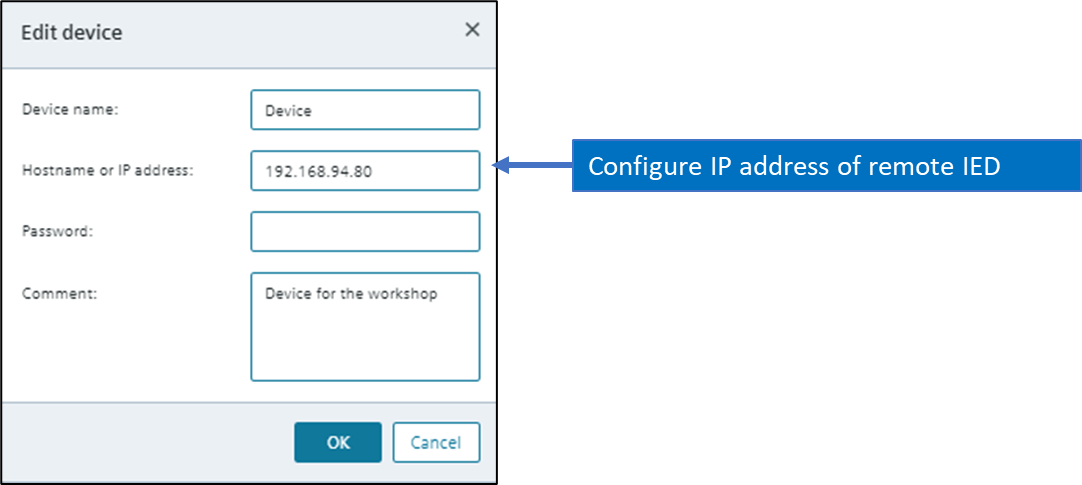 Edit device
Device name:
Device
Hostname or IP address:
192.168.94.80
Configure IP address of remote IED
Password:
Comment:
Device for the workshop
OK
Cancel